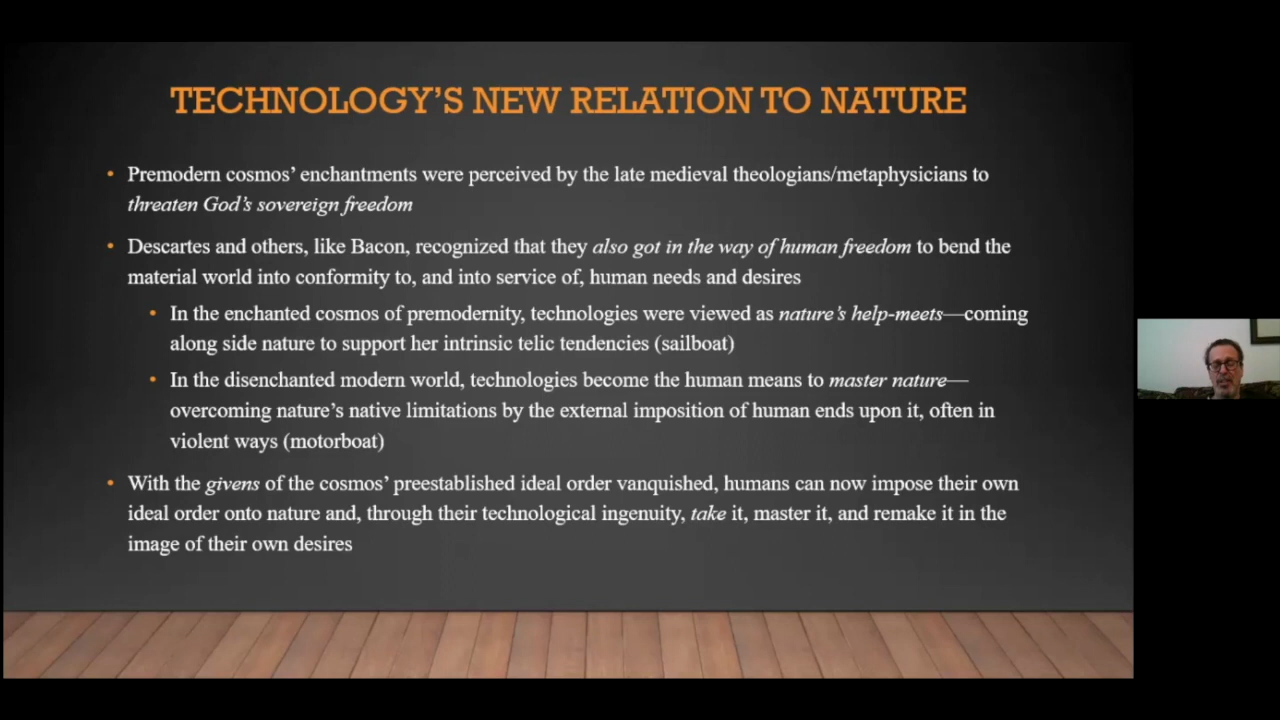 TECHNOLOGY'S NEW RELATION TO NATURE
• Premodern cosmos' enchantments were perceived by the late medieval theologians/metaphysicians to
threaten God's sovereign freedom
• Descartes and others, like Bacon, recognized that they also got in the way of human freedom to bend the
material world into conformity to, and into service of, human needs and desires
• In the enchanted cosmos of premodernity, technologies were viewed as nature's help-meets—coming
along side nature to support her intrinsic telic tendencies (sailboat)
• In the disenchanted modern world, technologies become the human means to master nature—
overcoming nature's native limitations by the external imposition of human ends upon it, often in
violent ways (motorboat)
• With the givens of the cosmos' preestablished ideal order vanquished, humans can now impose their own
ideal order onto nature and, through their technological ingenuity, take it, master it, and remake it in the
image of their own desires